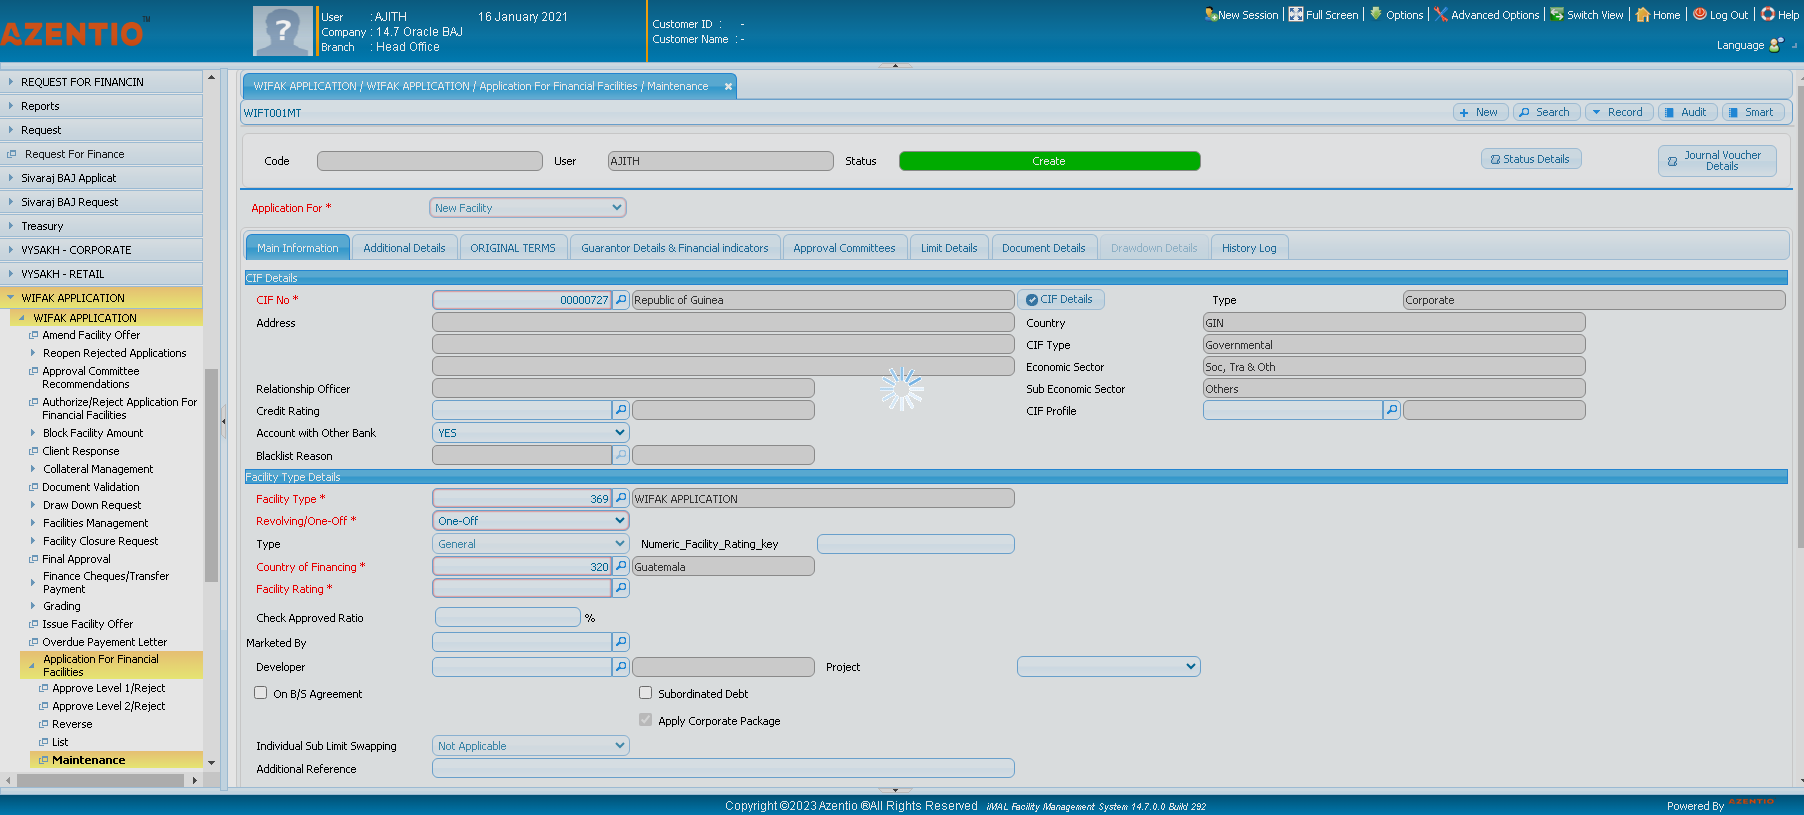 AZENTIO™
User : AJITH 16 January 2021
Company : 14.7 Oracle BAJ
Branch : Head Office
Customer ID : -
Customer Name : -
New Session | Full Screen | Options | Advanced Options | Switch View | Home | Log Out | Help
Language
REQUEST FOR FINANCIN
Reports
Request
Request For Finance
Sivaraj BAJ Applicat
Sivaraj BAJ Request
Treasury
VYSAKH - CORPORATE
VYSAKH - RETAIL
WIFAK APPLICATION
WIFAK APPLICATION
Amend Facility Offer
Reopen Rejected Applications
Approval Committee
Recommendations
Authorize/Reject Application For
Financial Facilities
Block Facility Amount
Client Response
Collateral Management
Document Validation
Draw Down Request
Facilities Management
Facility Closure Request
Final Approval
Finance Cheques/Transfer
Payment
Grading
Issue Facility Offer
Overdue Payement Letter
Application For Financial
Facilities
Approve Level 1/Reject
Approve Level 2/Reject
Reverse
List
Maintenance
WIFAK APPLICATION / WIFAK APPLICATION / Application For Financial Facilities / Maintenance
WIFT001MT
New Search Record Audit Smart
Code User AJITH Status Create
Status Details
Journal Voucher
Details
Application For * New Facility
Main Information Additional Details ORIGINAL TERMS Guarantor Details & Financial indicators Approval Committees Limit Details Document Details Drawdown Details History Log
CIF Details
CIF No * 00000727 Republic of Guinea CIF Details Type Corporate
Address Country GIN
CIF Type Governmental
Economic Sector Soc, Tra & Oth
Relationship Officer Sub Economic Sector Others
Credit Rating CIF Profile
Account with Other Bank YES
Blacklist Reason
Facility Type Details
Facility Type * 369 WIFAK APPLICATION
Revolving/One-Off * One-Off
Type General Numeric_Facility_Rating_key
Country of Financing * 320 Guatemala
Facility Rating *
Check Approved Ratio %
Marketed By
Developer Project
On B/S Agreement Subordinated Debt
Apply Corporate Package
Individual Sub Limit Swapping Not Applicable
Additional Reference
Copyright ©2023 Azentio ®All Rights Reserved iMAL Facility Management System 14.7.0.0 Build 292
Powered By AZENTIO